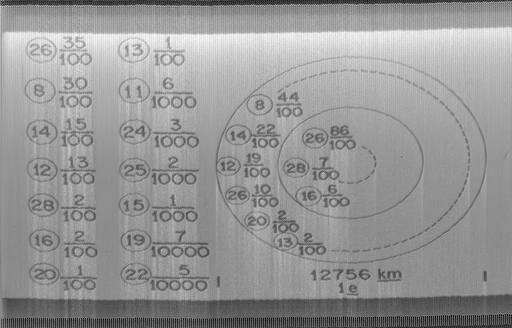 26 35/100 13 1/100
8 30/100 11 6/1000
14 15/100 24 3/1000
12 13/100 25 2/1000
28 2/100 15 1/1000
16 2/100 19 7/10000
20 1/100 22 5/10000
8 44/100
14 22/100 26 86/100
12 19/100 28 7/100
26 10/100 16 6/100
20 2/100
13 2/100
12756 km
1e